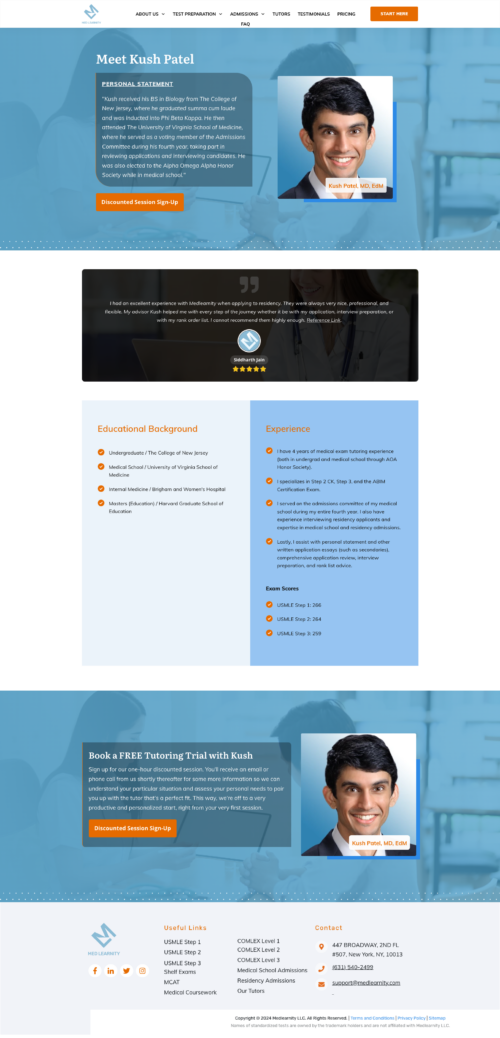 ABOUT US
TEST PREPARATION
ADMISSIONS
TUTORS
TESTIMONIALS
PRICING
FAQ
START HERE
MED LEARNITY
Meet Kush Patel
PERSONAL STATEMENT
"Kush received his BS in Biology from The College of
New Jersey, where he graduated summa cum laude
and was inducted into Phi Beta Kappa. He then
attended The University of Virginia School of Medicine,
where he served as a voting member of the Admissions
Committee during his fourth year, taking part in
reviewing applications and interviewing candidates. He
was also elected to the Alpha Omega Alpha Honor
Society while in medical school."
Discounted Session Sign-Up
Kush Patel, MD, EdM
I had an excellent experience with Medlearnity when applying to residency. They were always very nice, professional, and
flexible. My advisor Kush helped me with every step of the journey whether it be with my application, interview preparation, or
with my rank order list. I cannot recommend them highly enough. Reference Link.
Siddharth Jain
Educational Background
Undergraduate / The College of New Jersey
Medical School / University of Virginia School of
Medicine
Internal Medicine / Brigham and Women's Hospital
Masters (Education) / Harvard Graduate School of
Education
Experience
I have 4 years of medical exam tutoring experience
(both in undergrad and medical school through AOA
Honor Society).
I specializes in Step 2 CK, Step 3, and the ABIM
Certification Exam.
I served on the admissions committee of my medical
school during my entire fourth year. I also have
experience interviewing residency applicants and
expertise in medical school and residency admissions.
Lastly, I assist with personal statement and other
written application essays (such as secondaries),
comprehensive application review, interview
preparation, and rank list advice.
Exam Scores
USMLE Step 1: 266
USMLE Step 2: 264
USMLE Step 3: 259
Book a FREE Tutoring Trial with Kush
Sign up for our one-hour discounted session. You'll receive an email or
phone call from us shortly thereafter for some more information so we can
understand your particular situation and assess your personal needs to pair
you up with the tutor that's a perfect fit. This way, we're off to a very
productive and personalized start, right from your very first session.
Discounted Session Sign-Up
Kush Patel, MD, EdM
MED LEARNITY
Useful Links
USMLE Step 1
USMLE Step 2
USMLE Step 3
Shelf Exams
MCAT
Medical Coursework
COMLEX Level 1
COMLEX Level 2
COMLEX Level 3
Medical School Admissions
Residency Admissions
Our Tutors
Contact
447 BROADWAY, 2ND FL
#507, New York, NY, 10013
(631) 540-2499
support@medlearnity.com
Copyright © 2024 Medlearnity LLC. All Rights Reserved. | Terms and Conditions | Privacy Policy | Sitemap
Names of standardized tests are owned by the trademark holders and are not affiliated with Medlearnity LLC.